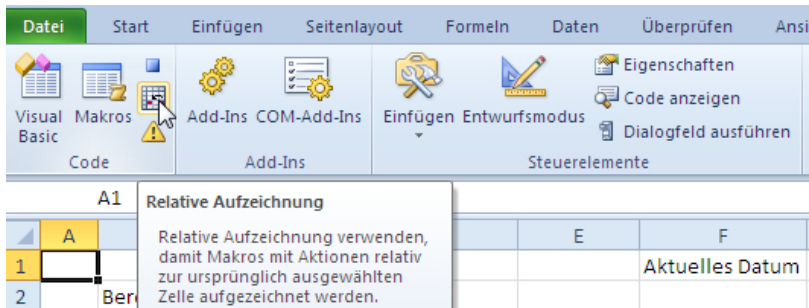 Datei Start Einfügen Seitenlayout Formeln Daten Überprüfen
Visual Basic
Makros
Add-Ins COM-Add-Ins
Einfügen Entwurfsmodus
Eigenschaften
Code anzeigen
Dialogfeld ausführen
Code Add-Ins Steuerelemente
A1
Relative Aufzeichnung
Relative Aufzeichnung verwenden,
damit Makros mit Aktionen relativ
zur ursprünglich ausgewählten
Zelle aufgezeichnet werden.
A E F
1 Aktuelles Datum
2